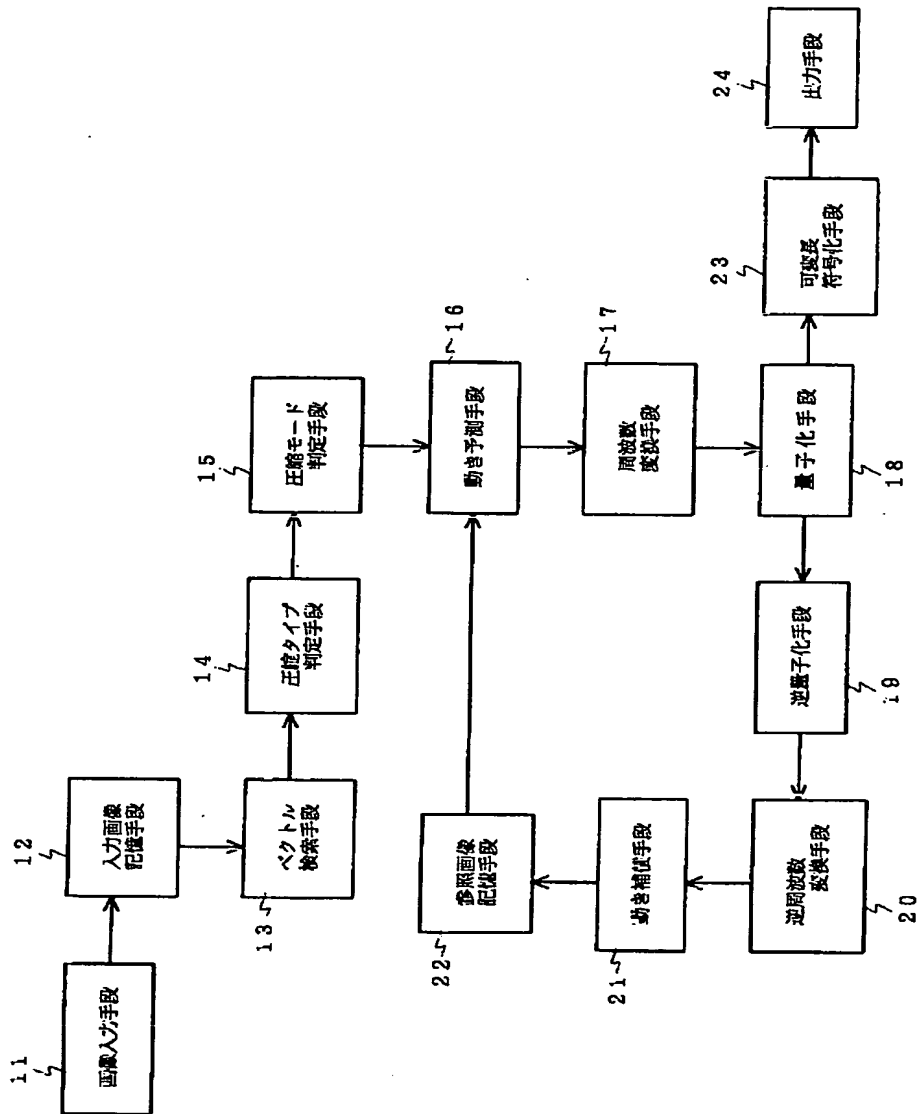 11
画像入力手段
12
入力画像
記憶手段
13
ベクトル
検索手段
14
圧縮タイプ
判定手段
15
圧縮モード
判定手段
16
動き予測手段
17
周波数
変換手段
18
量子化手段
19
逆量子化手段
20
逆周波数
変換手段
21
動き補償手段
22
参照画像
記憶手段
23
可変長
符号化手段
24
出力手段